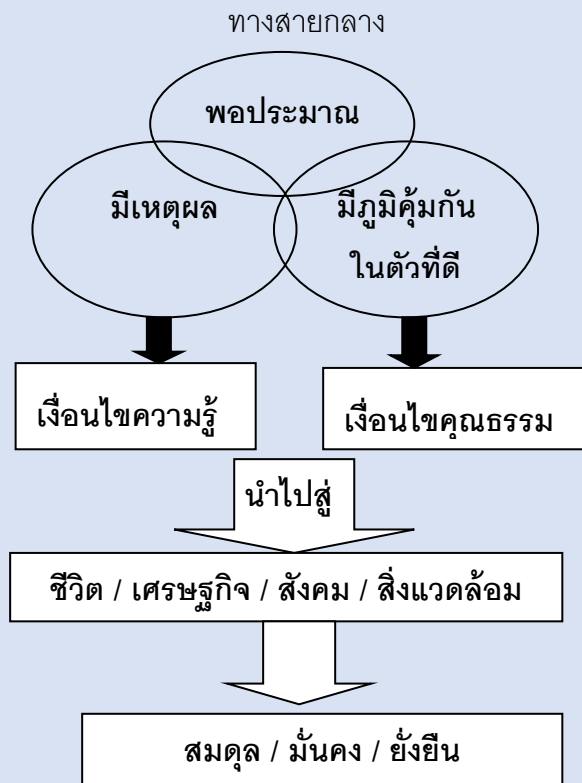 ทางสายกลาง
พอประมาณ
มีเหตุผล
มีภูมิคุ้มกัน
ในตัวที่ดี
เงื่อนไขความรู้
เงื่อนไขคุณธรรม
นำไปสู่
ชีวิต / เศรษฐกิจ / สังคม / สิ่งแวดล้อม
สมดุล / มั่นคง / ยั่งยืน